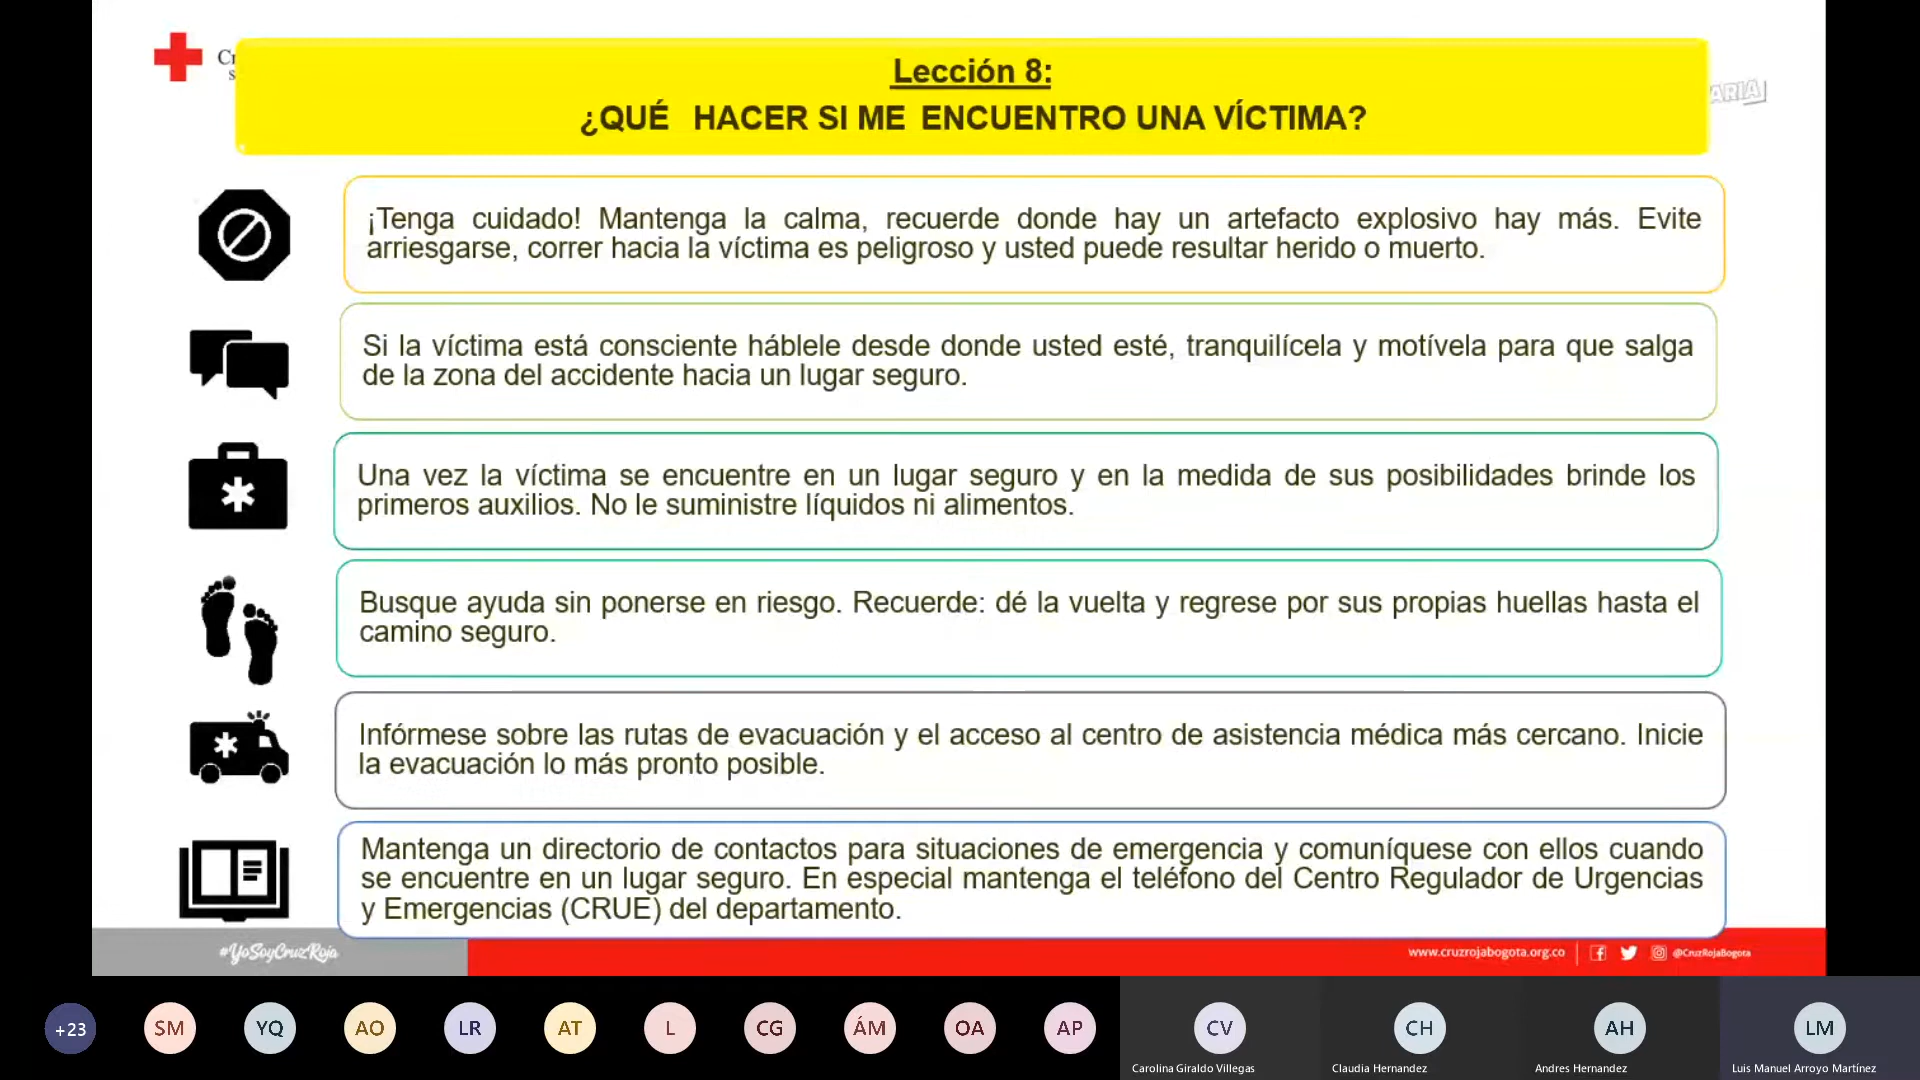 Lección 8:
¿QUÉ HACER SI ME ENCUENTRO UNA VÍCTIMA?
ARIA
¡Tenga cuidado! Mantenga la calma, recuerde donde hay un artefacto explosivo hay más. Evite
arriesgarse, correr hacia la víctima es peligroso y usted puede resultar herido o muerto.
Si la víctima está consciente háblele desde donde usted esté, tranquilícela y motívela para que salga
de la zona del accidente hacia un lugar seguro.
Una vez la víctima se encuentre en un lugar seguro y en la medida de sus posibilidades brinde los
primeros auxilios. No le suministre líquidos ni alimentos.
Busque ayuda sin ponerse en riesgo. Recuerde: dé la vuelta y regrese por sus propias huellas hasta el
camino seguro.
Infórmese sobre las rutas de evacuación y el acceso al centro de asistencia médica más cercano. Inicie
la evacuación lo más pronto posible.
Mantenga un directorio de contactos para situaciones de emergencia y comuníquese con ellos cuando
se encuentre en un lugar seguro. En especial mantenga el teléfono del Centro Regulador de Urgencias
y Emergencias (CRUE) del departamento.
#YoSoyCruzRoja
www.cruzrojabogota.org.co @CruzRojaBogota
+23 SM YQ AO LR AT L CG ÁM OA AP CV CH AH LM
Carolina Giraldo Villegas Claudia Hernandez Andres Hernandez Luis Manuel Arroyo Martínez